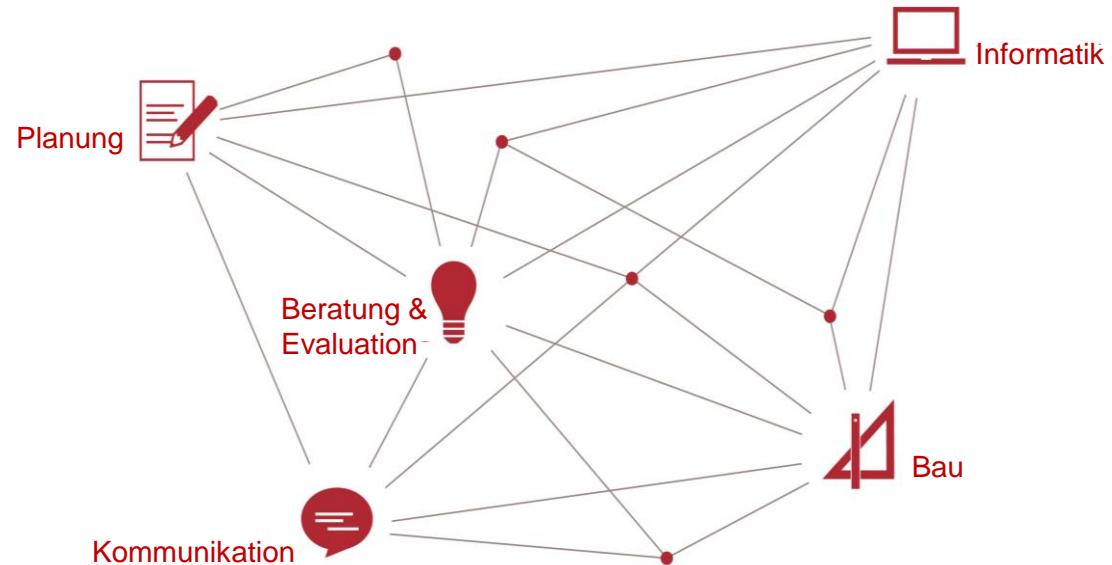 Informatik
Planung
Beratung &
Evaluation
Bau
Kommunikation